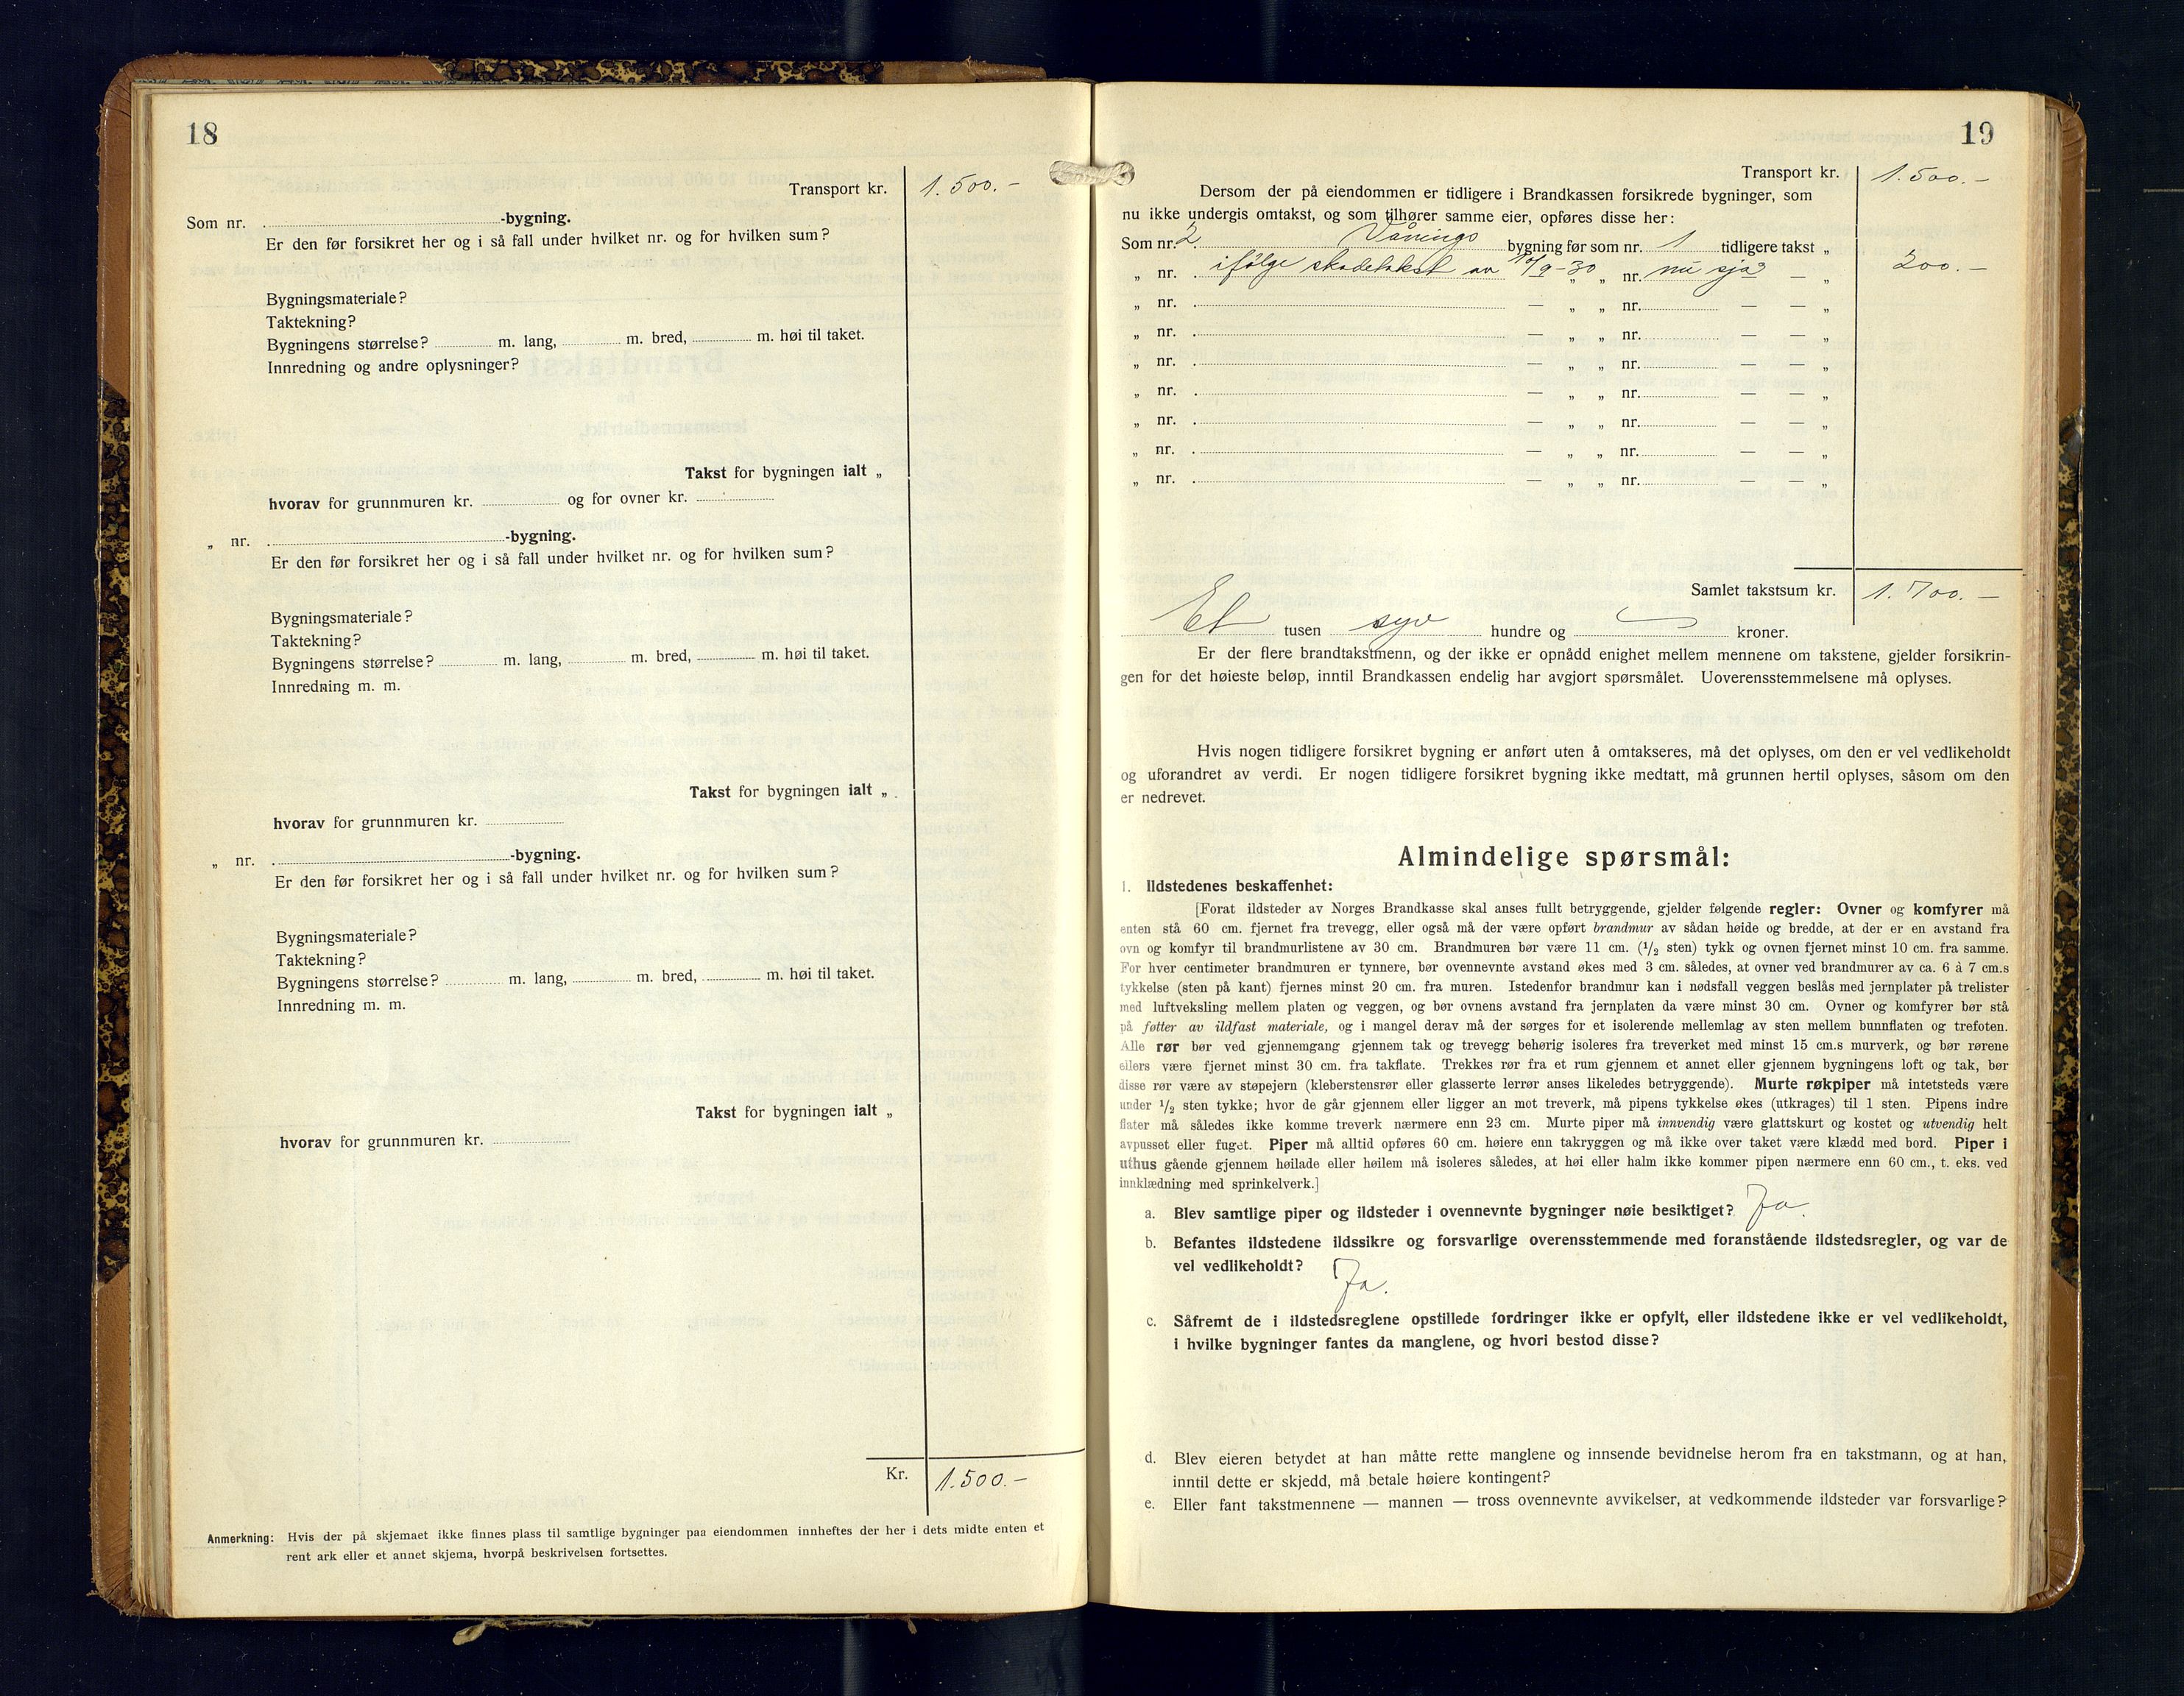 18
Transport kr. 1.500.-
Som nr. -bygning.
Er den før forsikret her og i så fall under hvilket nr. og for hvilken sum?
Bygningsmateriale?
Taktekning?
Bygningens størrelse? m. lang, m. bred, m. høi til taket.
Innredning og andre oplysninger?
Takst for bygningen ialt „
hvorav for grunnmuren kr. og for ovner kr.
„ nr. -bygning.
Er den før forsikret her og i så fall under hvilket nr. og for hvilken sum?
Bygningsmateriale?
Taktekning?
Bygningens størrelse? m. lang, m. bred, m. høi til taket.
Innredning m. m.
Takst for bygningen ialt „
hvorav for grunnmuren kr.
„ nr. -bygning.
Er den før forsikret her og i så fall under hvilket nr. og for hvilken sum?
Bygningsmateriale?
Taktekning?
Bygningens størrelse? m. lang, m. bred, m. høi til taket.
Innredning m. m.
Takst for bygningen ialt „
hvorav for grunnmuren kr.
Kr. 1.500.-
Anmerkning: Hvis der på skjemaet ikke finnes plass til samtlige bygninger paa eiendommen innheftes der her i dets midte enten et
rent ark eller et annet skjema, hvorpå beskrivelsen fortsettes.
19
Transport kr. 1.500.-
Dersom der på eiendommen er tidligere i Brandkassen forsikrede bygninger, som
nu ikke undergis omtakst, og som tilhører samme eier, opføres disse her:
Som nr. 2 Vånings bygning før som nr. 1 tidligere takst „
„ nr. ifølge skadetakst av 9-30 „ nr. nu sjå — — „ 200.-
„ nr. — „ „ nr. — — „
„ nr. — „ „ nr. — — „
„ nr. — „ „ nr. — — „
„ nr. — „ „ nr. — — „
„ nr. — „ „ nr. — — „
„ nr. — „ „ nr. — — „
„ nr. — „ „ nr. — — „
Samlet takstsum kr. 1.700.-
Et tusen syv hundre og kroner.
Er der flere brandtakstmenn, og der ikke er opnådd enighet mellem mennene om takstene, gjelder forsikrin-
gen for det høieste beløp, inntil Brandkassen endelig har avgjort spørsmålet. Uoverensstemmelsene må oplyses.
Hvis nogen tidligere forsikret bygning er anført uten å omtakseres, må det oplyses, om den er vel vedlikeholdt
og uforandret av verdi. Er nogen tidligere forsikret bygning ikke medtatt, må grunnen hertil oplyses, såsom om den
er nedrevet.
Almindelige spørsmål:
1. Ildstedenes beskaffenhet:
[Forat ildsteder av Norges Brandkasse skal anses fullt betryggende, gjelder følgende regler: Ovner og komfyrer må
enten stå 60 cm. fjernet fra trevegg, eller også må der være opført brandmur av sådan høide og bredde, at der er en avstand fra
ovn og komfyr til brandmurlistene av 30 cm. Brandmuren bør være 11 cm. (1/2 sten) tykk og ovnen fjernet minst 10 cm. fra samme.
For hver centimeter brandmuren er tynnere, bør ovennevnte avstand økes med 3 cm. således, at ovner ved brandmurer av ca. 6 à 7 cm.s
tykkelse (sten på kant) fjernes minst 20 cm. fra muren. Istedenfor brandmur kan i nødsfall veggen beslås med jernplater på trelister
med luftveksling mellem platen og veggen, og bør ovnens avstand fra jernplaten da være minst 30 cm. Ovner og komfyrer bør stå
på føtter av ildfast materiale, og i mangel derav må der sørges for et isolerende mellemlag av sten mellem bunnflaten og trefoten.
Alle rør bør ved gjennemgang gjennem tak og trevegg behørig isoleres fra treverket med minst 15 cm.s murverk, og bør rørene
ellers være fjernet minst 30 cm. fra takflate. Trekkes rør fra et rum gjennem et annet eller gjennem bygningens loft og tak, bør
disse rør være av støpejern (kleberstensrør eller glasserte lerrør anses likeledes betryggende). Murte røkpiper må intetsteds være
under 1/2 sten tykke; hvor de går gjennem eller ligger an mot treverk, må pipens tykkelse økes (utkrages) til 1 sten. Pipens indre
flater må således ikke komme treverk nærmere enn 23 cm. Murte piper må innvendig være glattskurt og kostet og utvendig helt
avpusset eller fuget. Piper må alltid opføres 60 cm. høiere enn takryggen og må ikke over taket være klædd med bord. Piper i
uthus gående gjennem høilade eller høilem må isoleres således, at høi eller halm ikke kommer pipen nærmere enn 60 cm., t. eks. ved
innklædning med sprinkelverk.]
a. Blev samtlige piper og ildsteder i ovennevnte bygninger nøie besiktiget? Ja.
b. Befantes ildstedene ildssikre og forsvarlige overensstemmende med foranstående ildstedsregler, og var de
vel vedlikeholdt? Ja.
c. Såfremt de i ildstedsreglene opstillede fordringer ikke er opfylt, eller ildstedene ikke er vel vedlikeholdt,
i hvilke bygninger fantes da manglene, og hvori bestod disse?
d. Blev eieren betydet at han måtte rette manglene og innsende bevidnelse herom fra en takstmann, og at han,
inntil dette er skjedd, må betale høiere kontingent?
e. Eller fant takstmennene — mannen — tross ovennevnte avvikelser, at vedkommende ildsteder var forsvarlige?